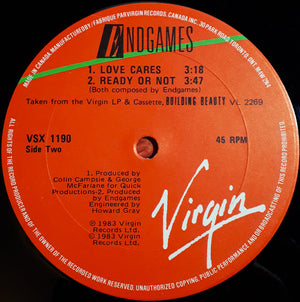 MADE IN CANADA. MANUFACTURED BY/FABRIQUE PAR VIRGIN RECORDS, CANADA INC. 30 PARK ROAD TORONTO ONT M4W 2N4
ENDGAMES
1. LOVE CARES 3:18
2. READY OR NOT 3:47
(Both composed by Endgames)
Taken from the Virgin LP & Cassette, BUILDING BEAUTY VL 2269
VSX 1190
Side Two
45 RPM
1. Produced by
Colin Campsie & George
McFarlane for Quick
Productions-2. Produced
by Endgames
Engineered by
Howard Gray
℗ 1983 Virgin
Records Ltd.
© 1983 Virgin
Records Ltd.
Virgin
ALL RIGHTS OF THE RECORD PRODUCER AND OF THE OWNER OF THE RECORDED WORK RESERVED. UNAUTHORIZED COPYING, PUBLIC PERFORMANCE AND BROADCASTING OF THIS RECORD PROHIBITED.